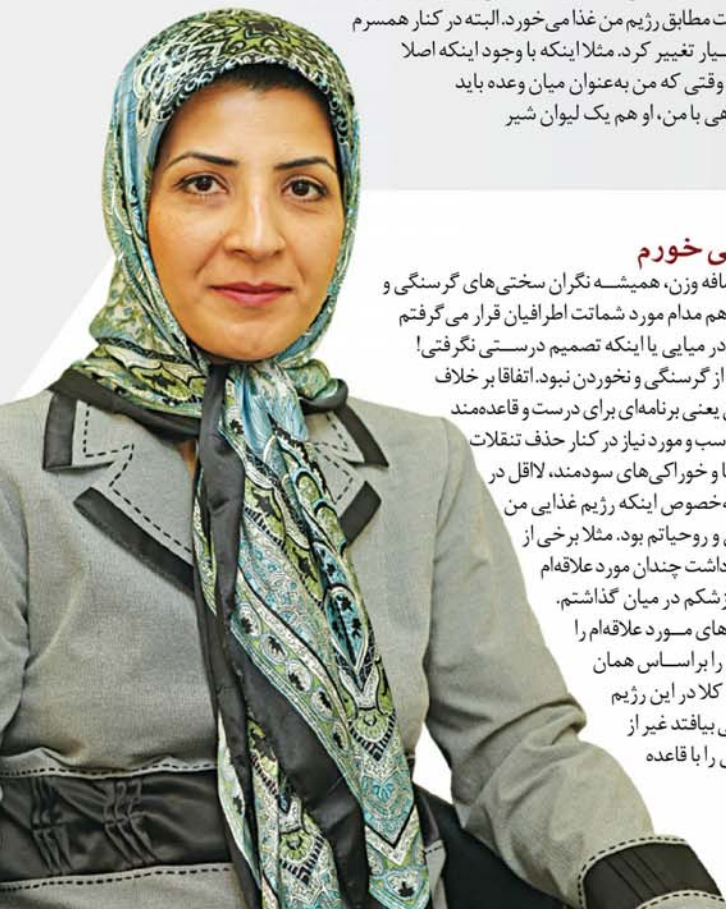 ت مطابق رژیم من غذا می‌خورد. البته در کنار همسرم
سیار تغییر کرد. مثلا اینکه با وجود اینکه اصلا
وقتی که من به‌عنوان میان وعده باید
هی با من، او هم یک لیوان شیر
ی خورم
افه وزن، همیشه نگران سختی‌های گرسنگی و
هم مدام مورد شماتت اطرافیان قرار می‌گرفتم
در میایی یا اینکه تصمیم درستی نگرفتی!
از گرسنگی و نخوردن نبود. اتفاقا بر خلاف
یعنی برنامه‌ای برای درست و قاعده‌مند
سب و مورد نیاز در کنار حذف تنقلات
ا و خوراکی‌های سودمند، لااقل در
ه‌خصوص اینکه رژیم غذایی من
و روحیاتم بود. مثلا برخی از
داشت چندان مورد علاقه‌ام
شکم در میان گذاشتم.
های مورد علاقه‌ام را
را براساس همان
کلا در این رژیم
ی بیافتد غیر از
ی را با قاعده